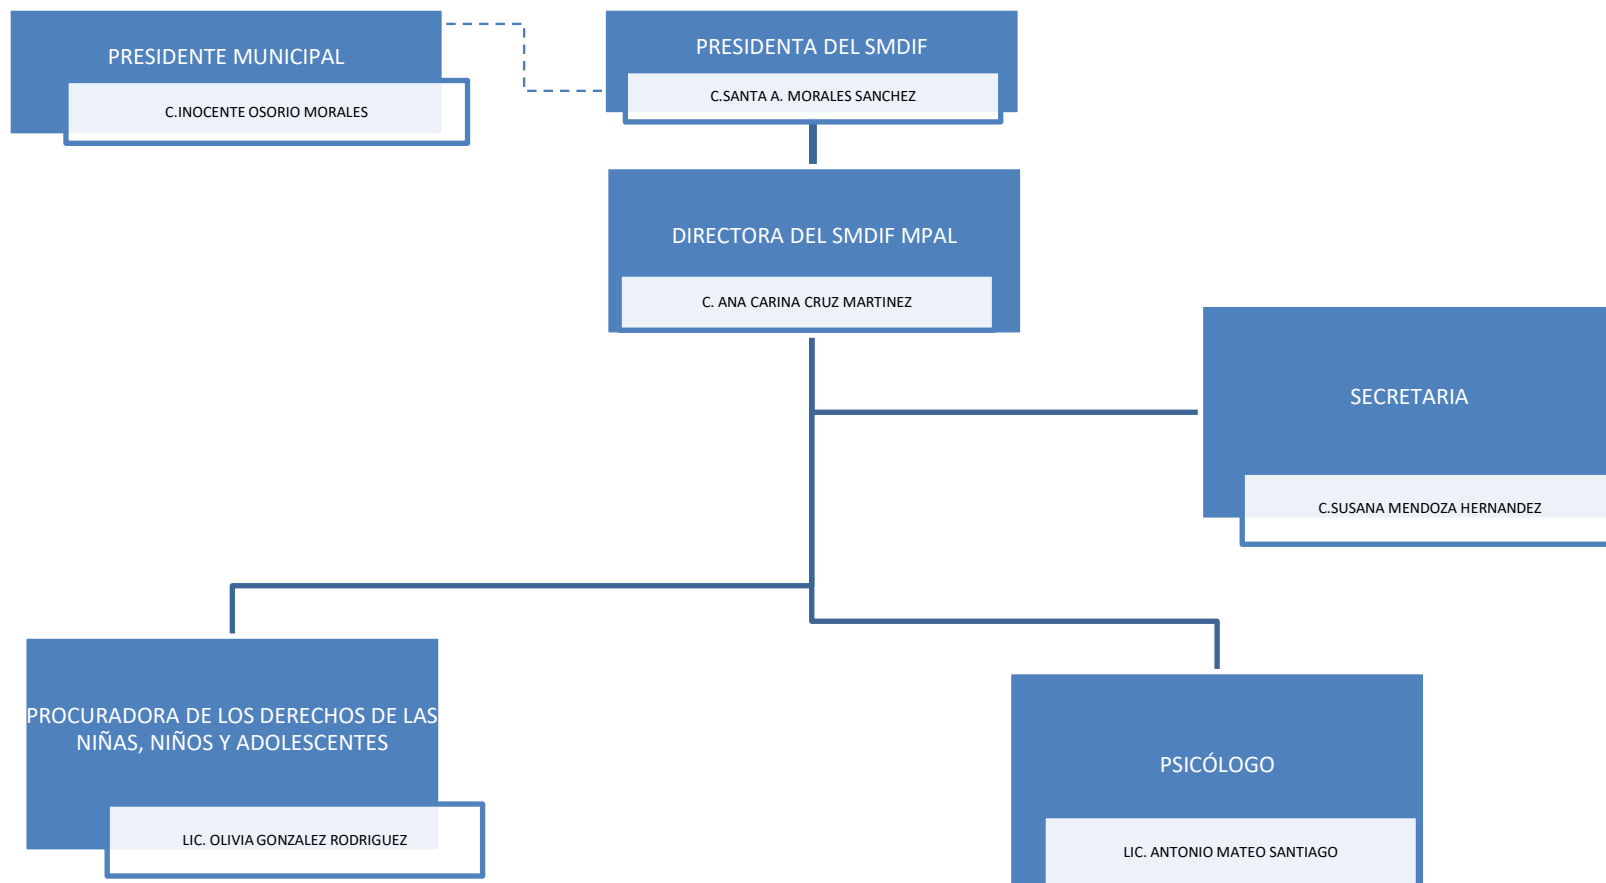 PRESIDENTE MUNICIPAL
C.INOCENTE OSORIO MORALES
PRESIDENTA DEL SMDIF
C.SANTA A. MORALES SANCHEZ
DIRECTORA DEL SMDIF MPAL
C. ANA CARINA CRUZ MARTINEZ
SECRETARIA
C.SUSANA MENDOZA HERNANDEZ
PROCURADORA DE LOS DERECHOS DE LAS
NIÑAS, NIÑOS Y ADOLESCENTES
LIC. OLIVIA GONZALEZ RODRIGUEZ
PSICÓLOGO
LIC. ANTONIO MATEO SANTIAGO